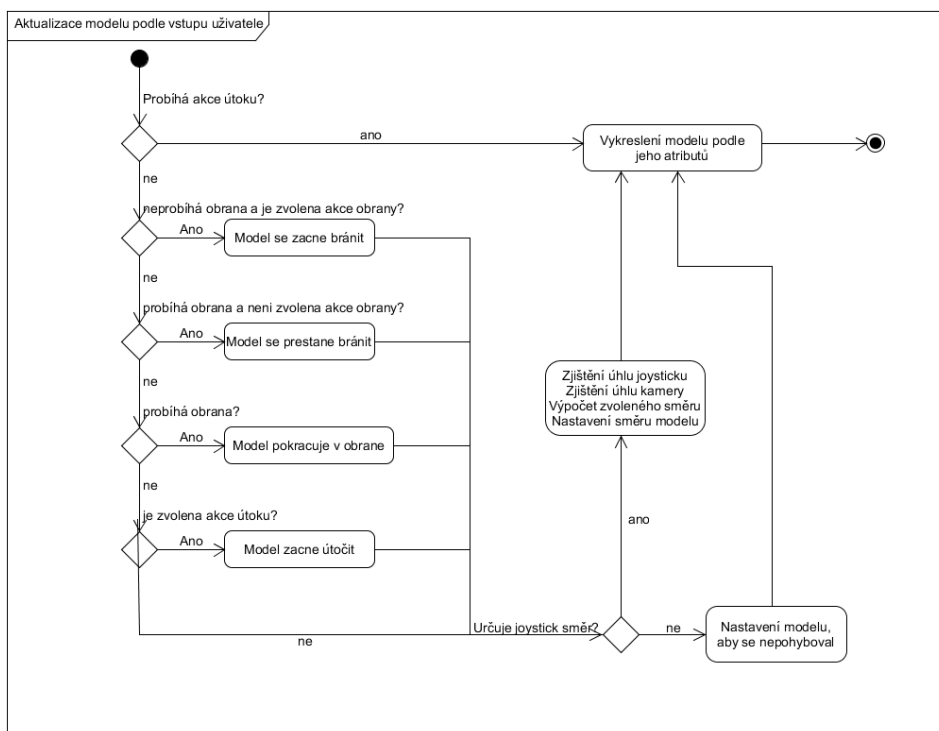 Aktualizace modelu podle vstupu uživatele
Probíhá akce útoku?
ano
Vykreslení modelu podle
jeho atributů
ne
neprobíhá obrana a je zvolena akce obrany?
Ano
Model se zacne bránit
ne
probíhá obrana a neni zvolena akce obrany?
Ano
Model se prestane bránit
ne
probíhá obrana?
Ano
Model pokracuje v obrane
ne
je zvolena akce útoku?
Ano
Model zacne útočit
ne
Určuje joystick směr?
ano
Zjištění úhlu joysticku
Zjištění úhlu kamery
Výpočet zvoleného směru
Nastavení směru modelu
ne
Nastavení modelu,
aby se nepohyboval